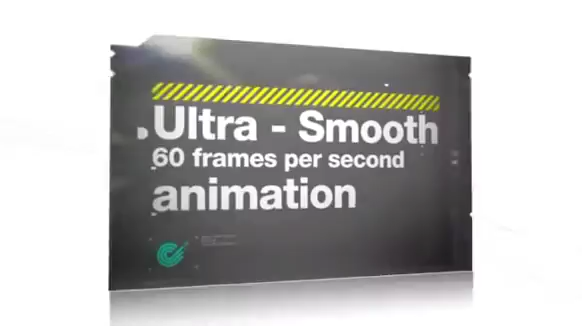 Ultra - Smooth
60 frames per second
animation